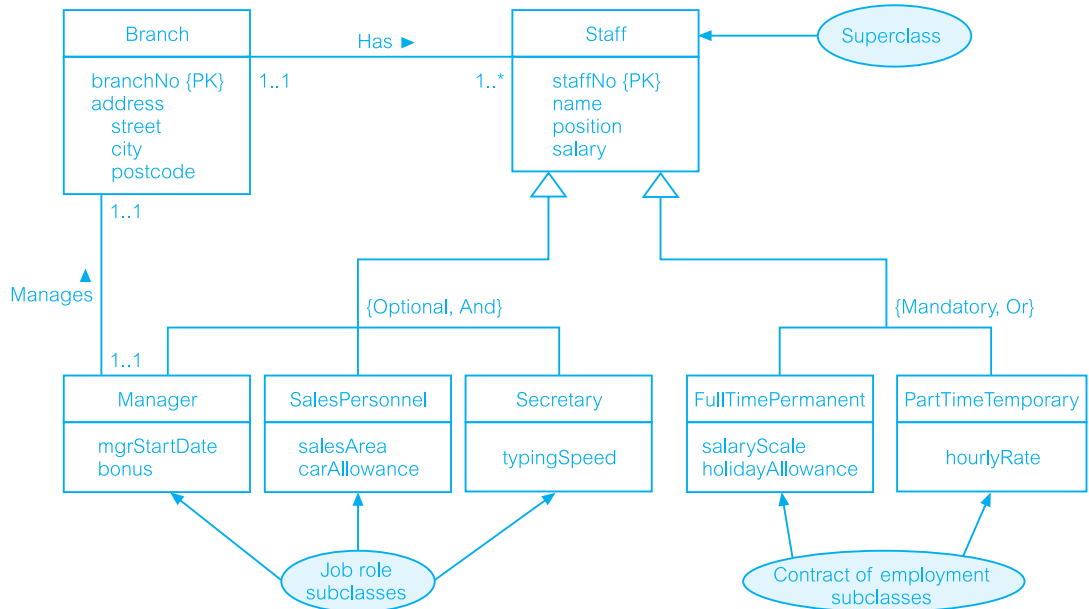 Branch
Has ►
Staff
Superclass
branchNo {PK}
address
street
city
postcode
1..1
1..*
staffNo {PK}
name
position
salary
1..1
▲
Manages
{Optional, And}
{Mandatory, Or}
1..1
Manager
SalesPersonnel
Secretary
FullTimePermanent
PartTimeTemporary
mgrStartDate
bonus
salesArea
carAllowance
typingSpeed
salaryScale
holidayAllowance
hourlyRate
Job role
subclasses
Contract of employment
subclasses